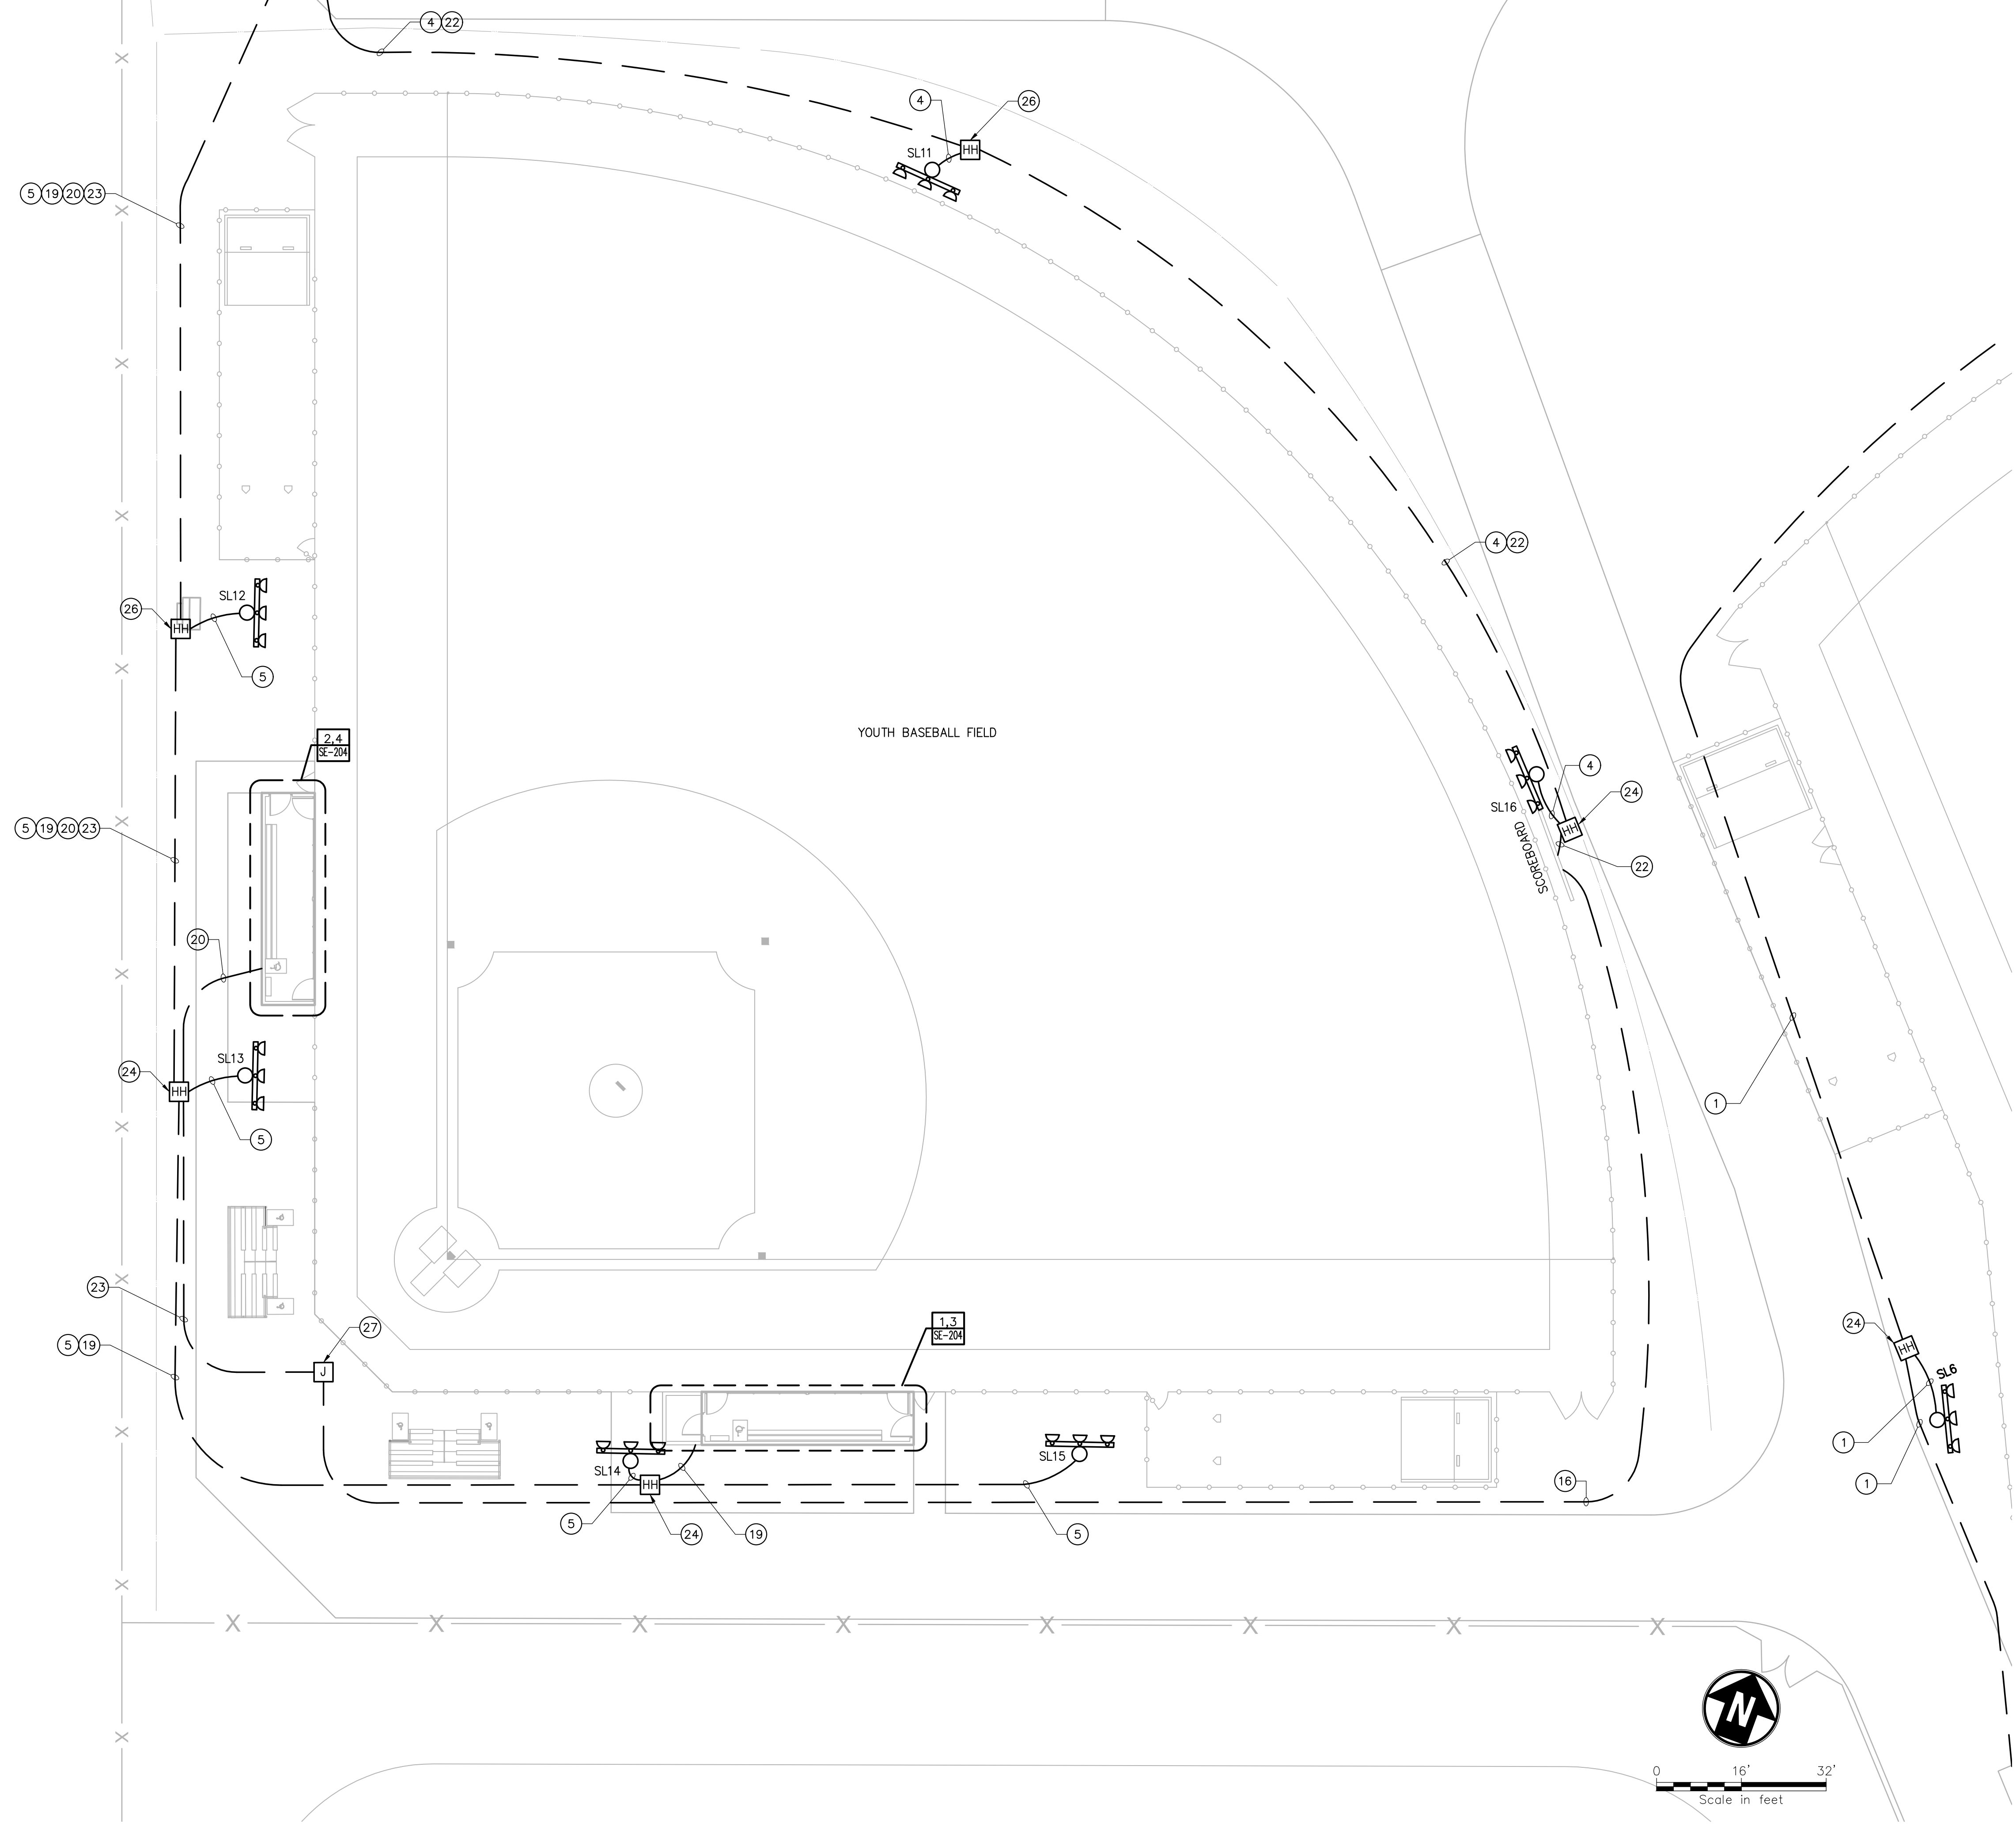 4 22
4
26
SL11
HH
5 19 20 23
4 22
SL12
26
HH
5
YOUTH BASEBALL FIELD
2,4
SE-204
4
24
SL16
HH
SCOREBOARD
22
5 19 20 23
20
SL13
24
HH
5
1
23
27
J
5 19
1,3
SE-204
24
HH
SL6
1
1
SL14
HH
5
24
19
SL15
5
16
X X X X X X X X
X
X
X
X
X
X
X
X
X
X
X
X
N
0 16' 32'
Scale in feet